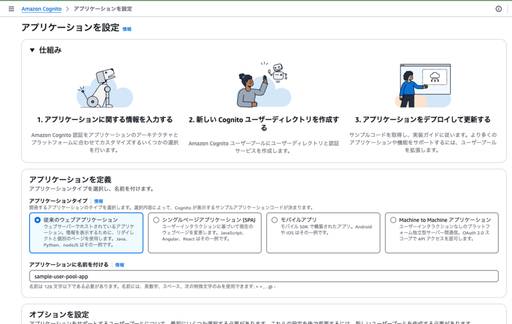 Amazon Cognito > アプリケーションを設定
アプリケーションを設定 情報
▼ 仕組み
1. アプリケーションに関する情報を入力する
Amazon Cognito 認証をアプリケーションのアーキテクチャと
プラットフォームに合わせてカスタマイズするいくつかの選択
を行います。
2. 新しい Cognito ユーザーディレクトリを作成す
る
Amazon Cognito ユーザープールにユーザーディレクトリと認証
サービスを作成します。
3. アプリケーションをデプロイして更新する
サンプルコードを取得し、実装ガイドに従います。より多くの
アプリケーションや機能をサポートするには、ユーザープール
を拡張します。
アプリケーションを定義
アプリケーションタイプを選択し、名前を付けます。
アプリケーションタイプ 情報
開発するアプリケーションのタイプを選択します。選択内容によって、Cognito が表示するサンプルアプリケーションコードが決まります。
従来のウェブアプリケーション
ウェブサーバーでホストされているアプリケーション。情報を表示するために、リダイレクトと個別のページを使用します。Java、
Python、nodeJS はその一例です。
シングルページアプリケーション (SPA)
ユーザーインタラクションに基づいて現在のウェブページを変更します。JavaScript、
Angular、React はその一例です。
モバイルアプリ
モバイル SDK で構築されたアプリ。Android や iOS はその一例です。
Machine to Machine アプリケーション
ユーザーインタラクションなしのプラットフォーム独立型サーバー間通信。OAuth 2.0 スコープで API アクセスを認可します。
アプリケーションに名前を付ける 情報
sample-user-pool-app
名前は 128 文字以下である必要があります。名前には、英数字、スペース、次の特殊文字のみを使用できます: + = , . @ -
オプションを設定